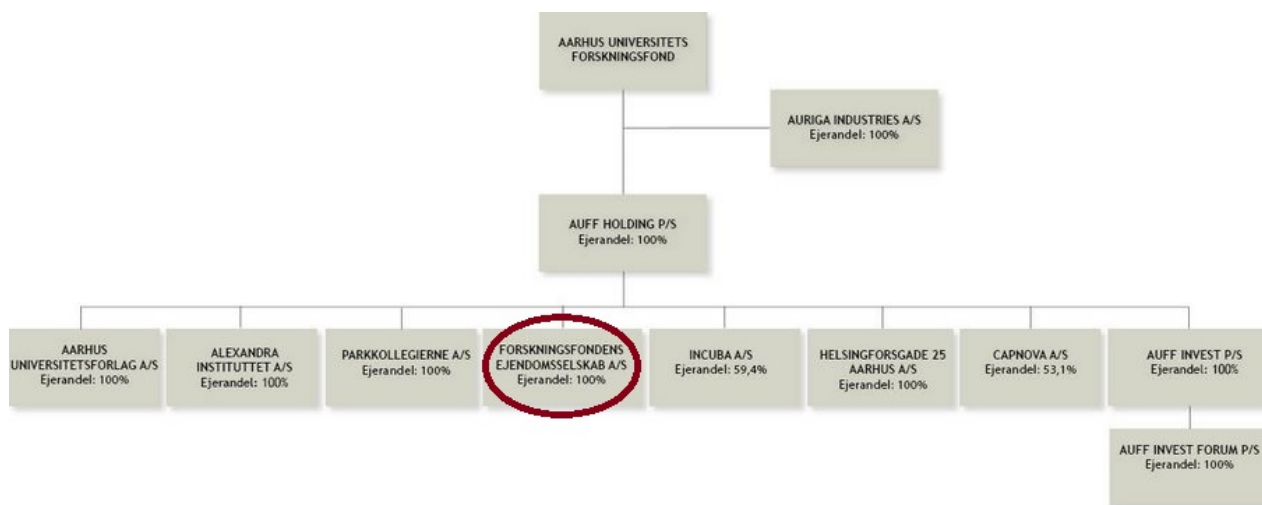 AARHUS UNIVERSITETS
FORSKNINGSFOND
AURIGA INDUSTRIES A/S
Ejerandel: 100%
AUFF HOLDING P/S
Ejerandel: 100%
AARHUS
UNIVERSITETSFORLAG A/S
Ejerandel: 100%
ALEXANDRA
INSTITUTTET A/S
Ejerandel: 100%
PARKKOLLEGIERNE A/S
Ejerandel: 100%
FORSKNINGSFONDENS
EJENDOMSSELSKAB A/S
Ejerandel: 100%
INCUBA A/S
Ejerandel: 59,4%
HELSINGFORSGADE 25
AARHUS A/S
Ejerandel: 100%
CAPNOVA A/S
Ejerandel: 53,1%
AUFF INVEST P/S
Ejerandel: 100%
AUFF INVEST FORUM P/S
Ejerandel: 100%